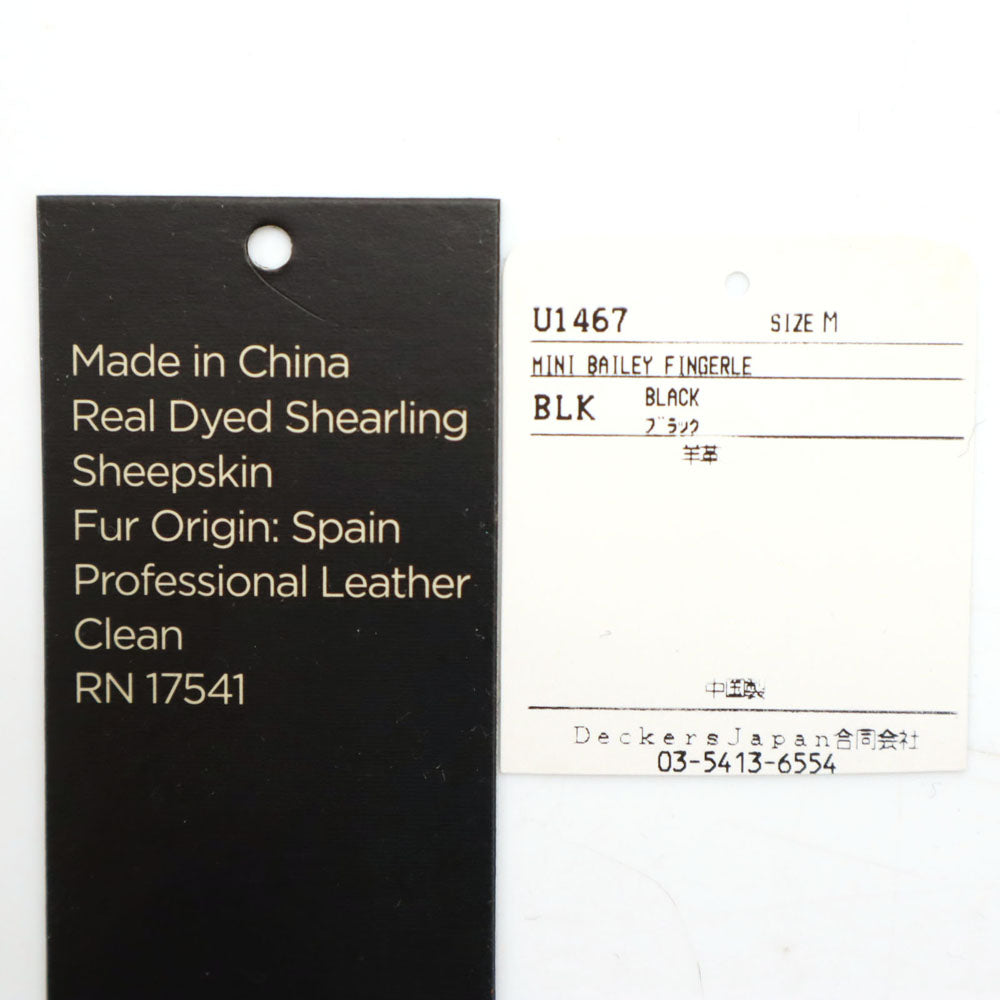 Made in China
Real Dyed Shearling
Sheepskin
Fur Origin: Spain
Professional Leather
Clean
RN 17541
U1467 SIZE M
MINI BAILEY FINGERLE
BLK BLACK
ブラック
羊革
中国製
DeckersJapan合同会社
03-5413-6554